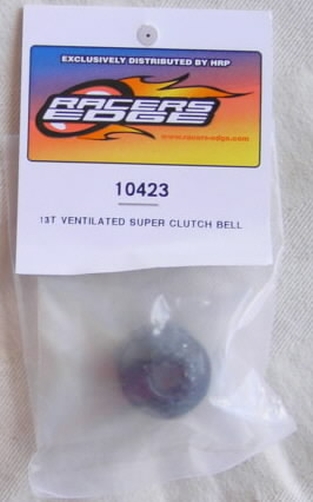 EXCLUSIVELY DISTRIBUTED BY HRP
RACERS
EDGE
www.racers-edge.com
10423
13T VENTILATED SUPER CLUTCH BELL